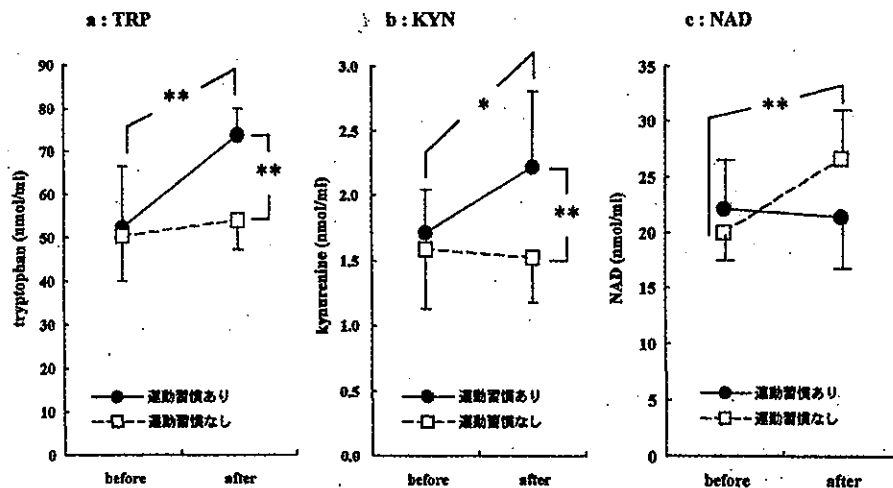 a : TRP
90
80
70
60
50
40
30
20
10
0
tryptophan (nmol/ml)
**
**
運動習慣あり
運動習慣なし
before after
b : KYN
3.0
2.5
2.0
1.5
1.0
0.5
0.0
kynurenine (nmol/ml)
*
**
運動習慣あり
運動習慣なし
before after
c : NAD
35
30
25
20
15
10
5
0
NAD (nmol/ml)
**
運動習慣あり
運動習慣なし
before after